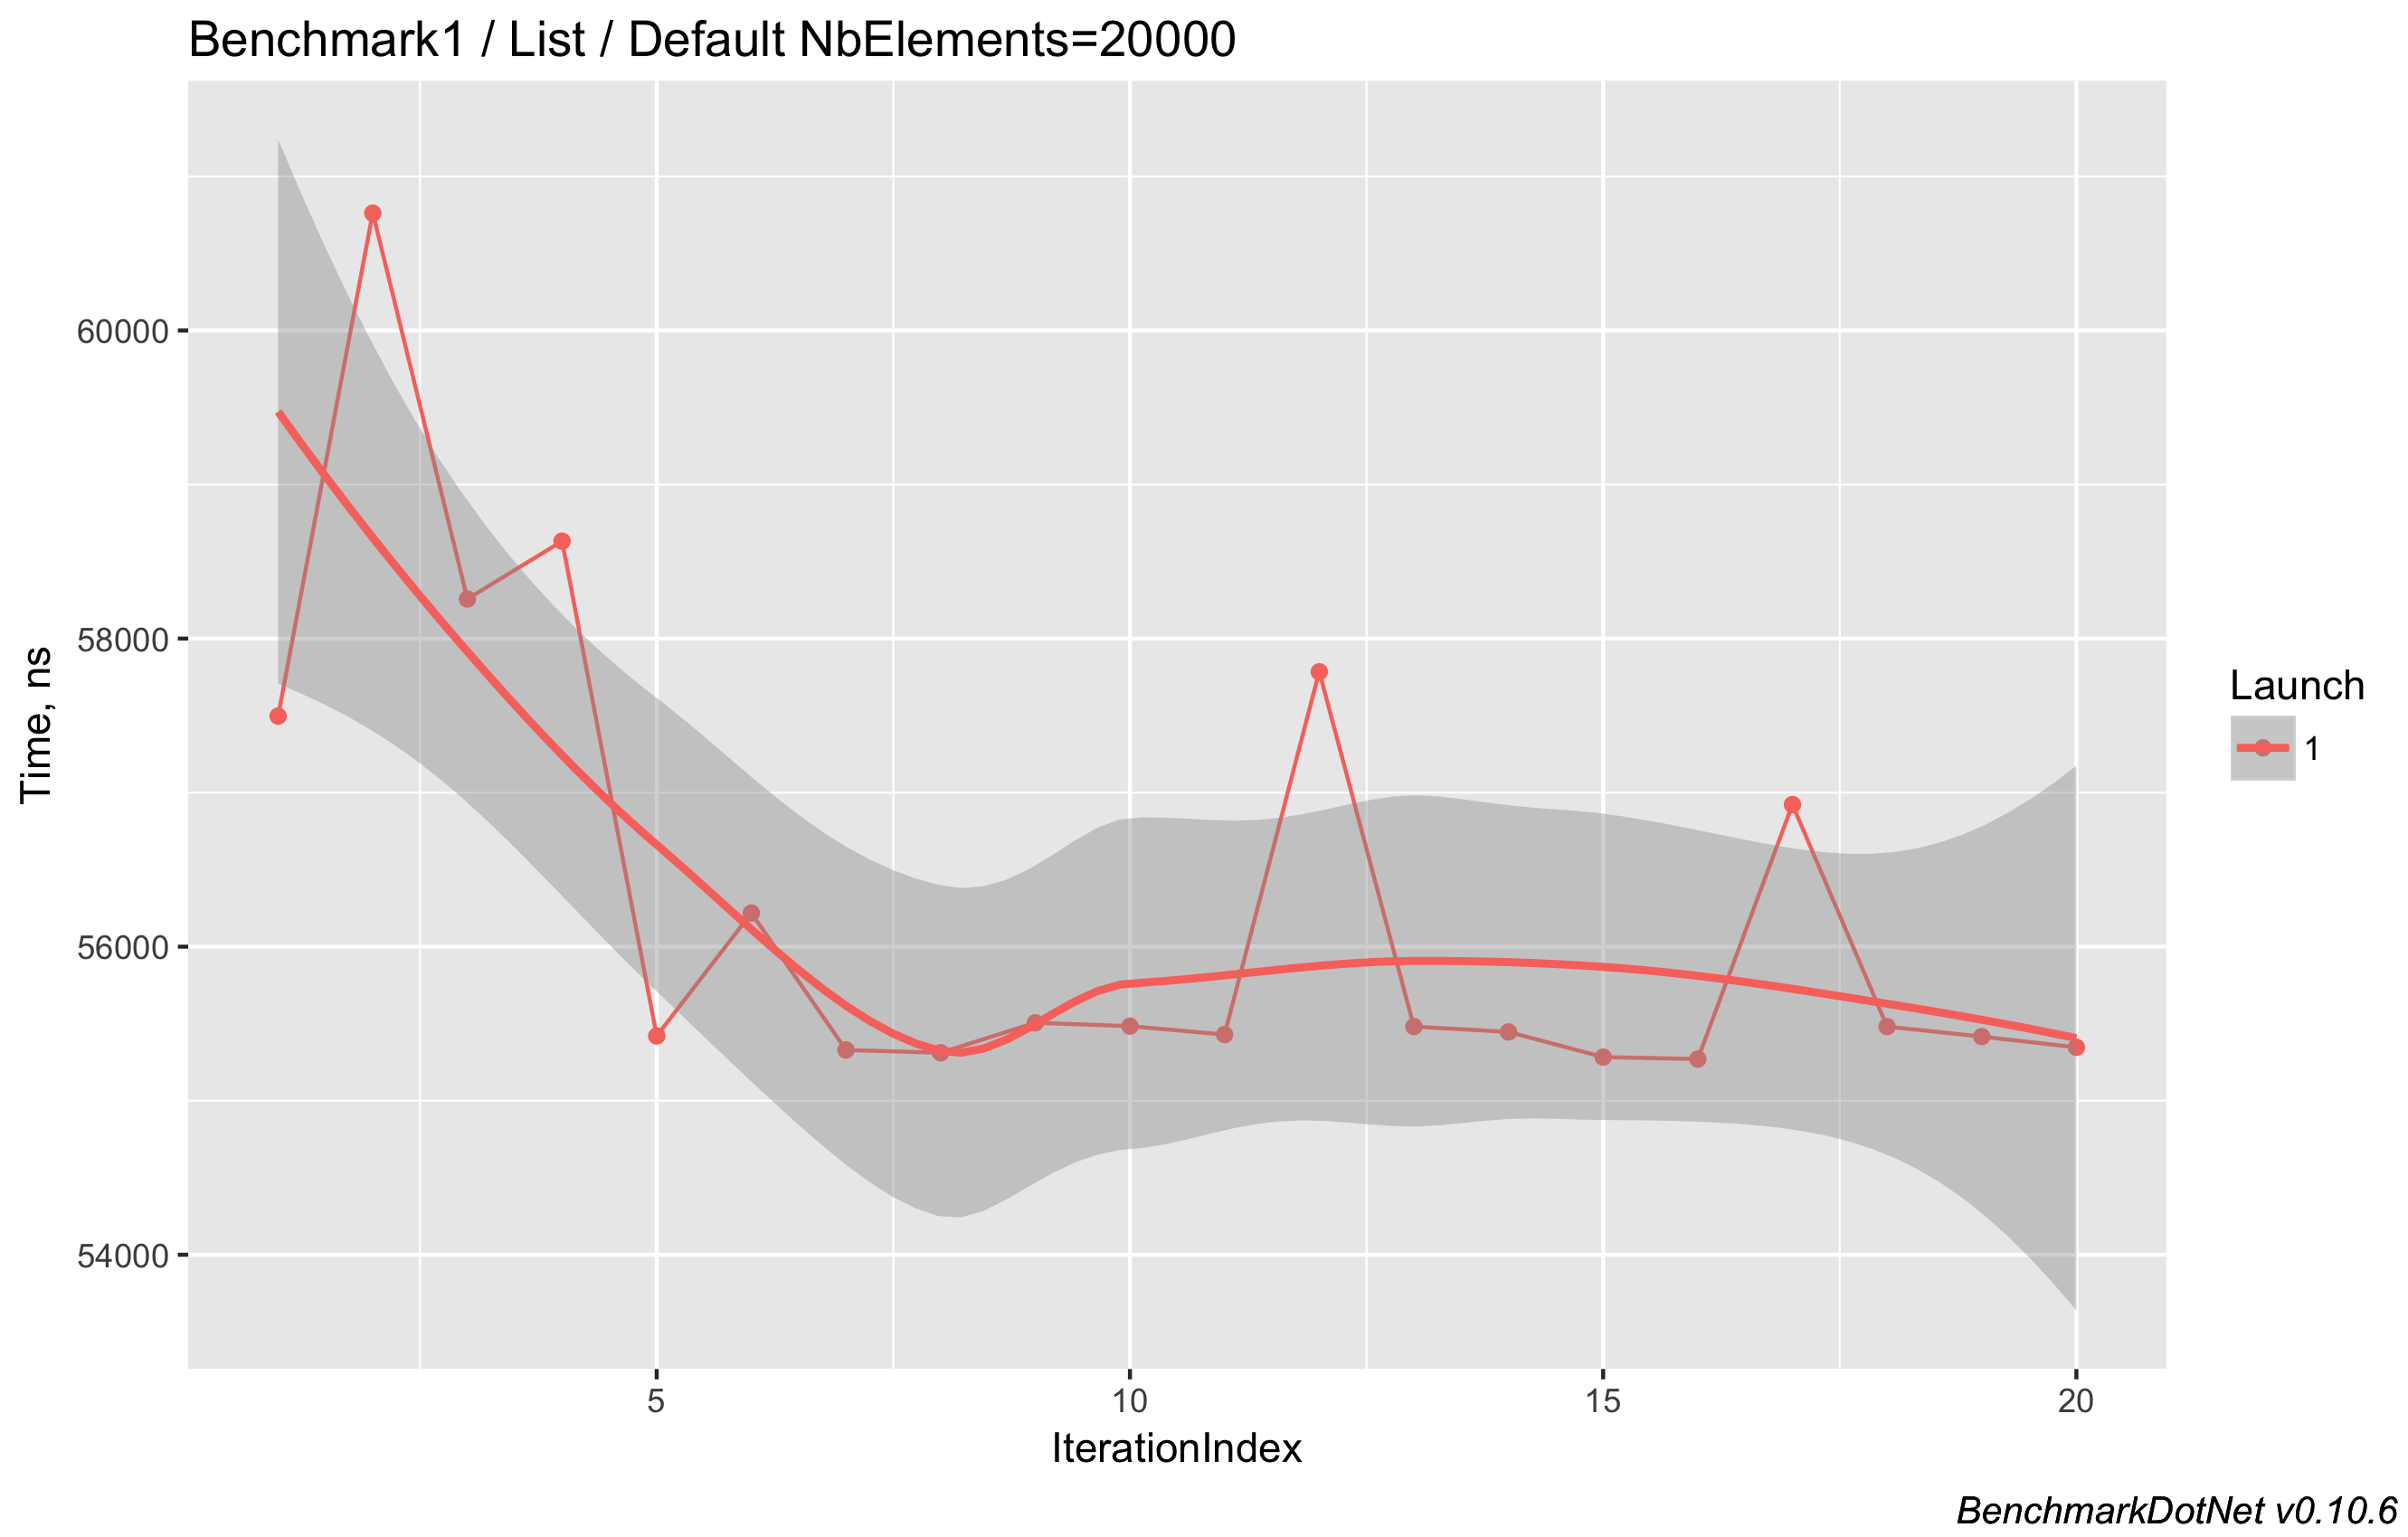 Benchmark1 / List / Default NbElements=20000
Time, ns
60000
58000
56000
54000
5
10
15
20
IterationIndex
Launch
1
BenchmarkDotNet v0.10.6